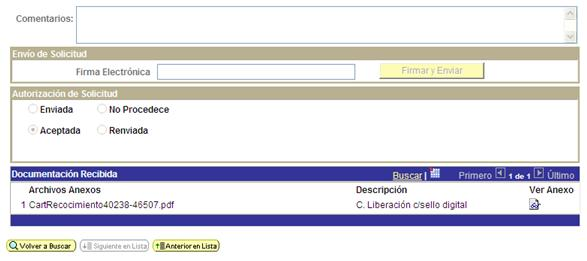 Comentarios:
Envío de Solicitud
Firma Electrónica Firmar y Enviar
Autorización de Solicitud
Enviada No Procedece
Aceptada Renviada
Documentación Recibida Buscar | Primero 1 de 1 Último
Archivos Anexos Descripción Ver Anexo
1 CartRecocimiento40238-46507.pdf C. Liberación c/sello digital
Volver a Buscar Siguiente en Lista Anterior en Lista